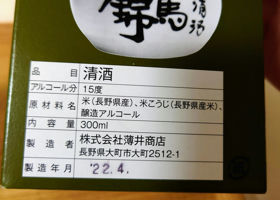 清酒
馬
品目 清酒
アルコール分 15度
原材料名 米(長野県産)、米こうじ(長野県産米)、
醸造アルコール
内容量 300ml
製造者 株式会社薄井商店
長野県大町市大町2512-1
製造年月 '22.4.